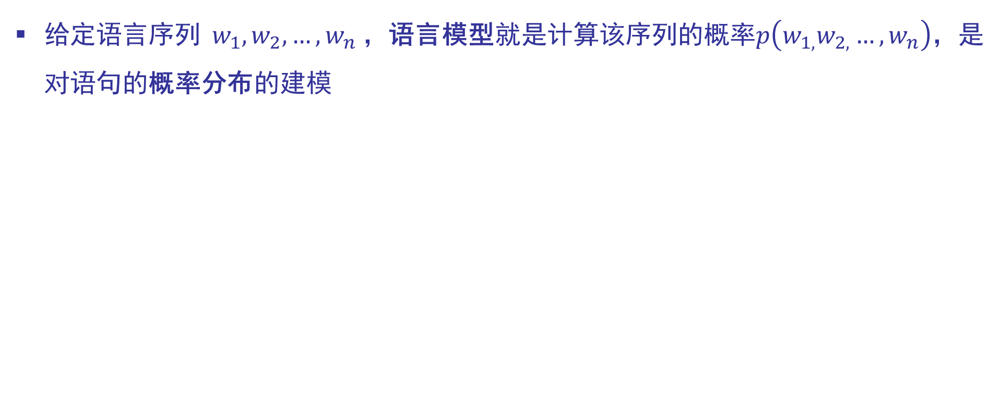 ▪ 给定语言序列 w₁, w₂, ..., wₙ ，语言模型就是计算该序列的概率p(w₁,w₂, ..., wₙ)，是
对语句的概率分布的建模